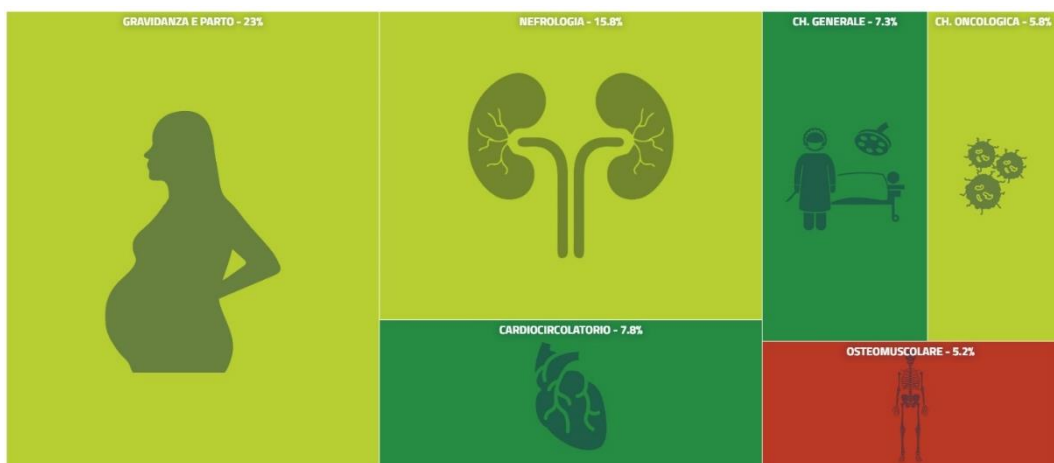 GRAVIDANZA E PARTO - 23%
NEFROLOGIA - 15.8%
CH. GENERALE - 7.3%
CH. ONCOLOGICA - 5.8%
CARDIOCIRCOLATORIO - 7.8%
OSTEOMUSCOLARE - 5.2%